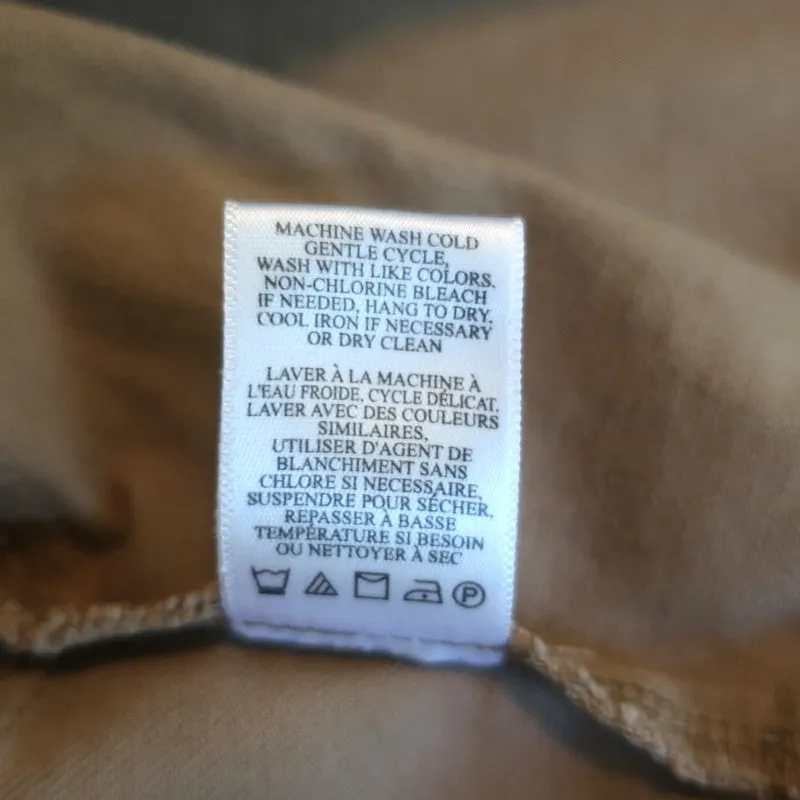 MACHINE WASH COLD
GENTLE CYCLE,
WASH WITH LIKE COLORS.
NON-CHLORINE BLEACH
IF NEEDED, HANG TO DRY,
COOL IRON IF NECESSARY
OR DRY CLEAN
LAVER À LA MACHINE À
L'EAU FROIDE, CYCLE DÉLICAT,
LAVER AVEC DES COULEURS
SIMILAIRES,
UTILISER D'AGENT DE
BLANCHIMENT SANS
CHLORE SI NECESSAIRE,
SUSPENDRE POUR SÉCHER,
REPASSER À BASSE
TEMPÉRATURE SI BESOIN
OU NETTOYER À SEC
P